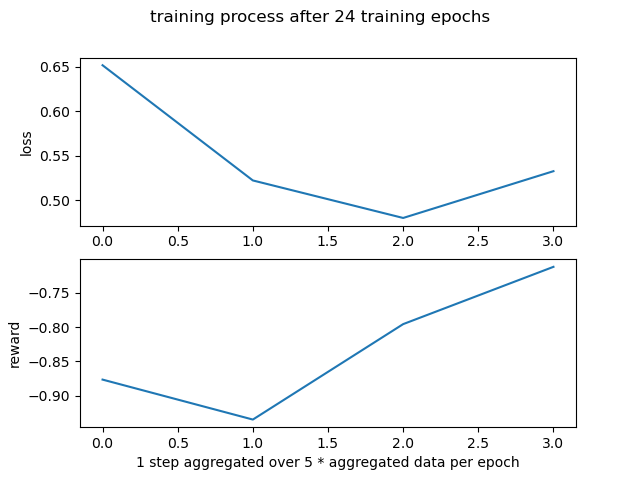 training process after 24 training epochs
0.65
0.60
0.55
0.50
loss
0.0 0.5 1.0 1.5 2.0 2.5 3.0
−0.75
−0.80
−0.85
−0.90
reward
0.0 0.5 1.0 1.5 2.0 2.5 3.0
1 step aggregated over 5 * aggregated data per epoch